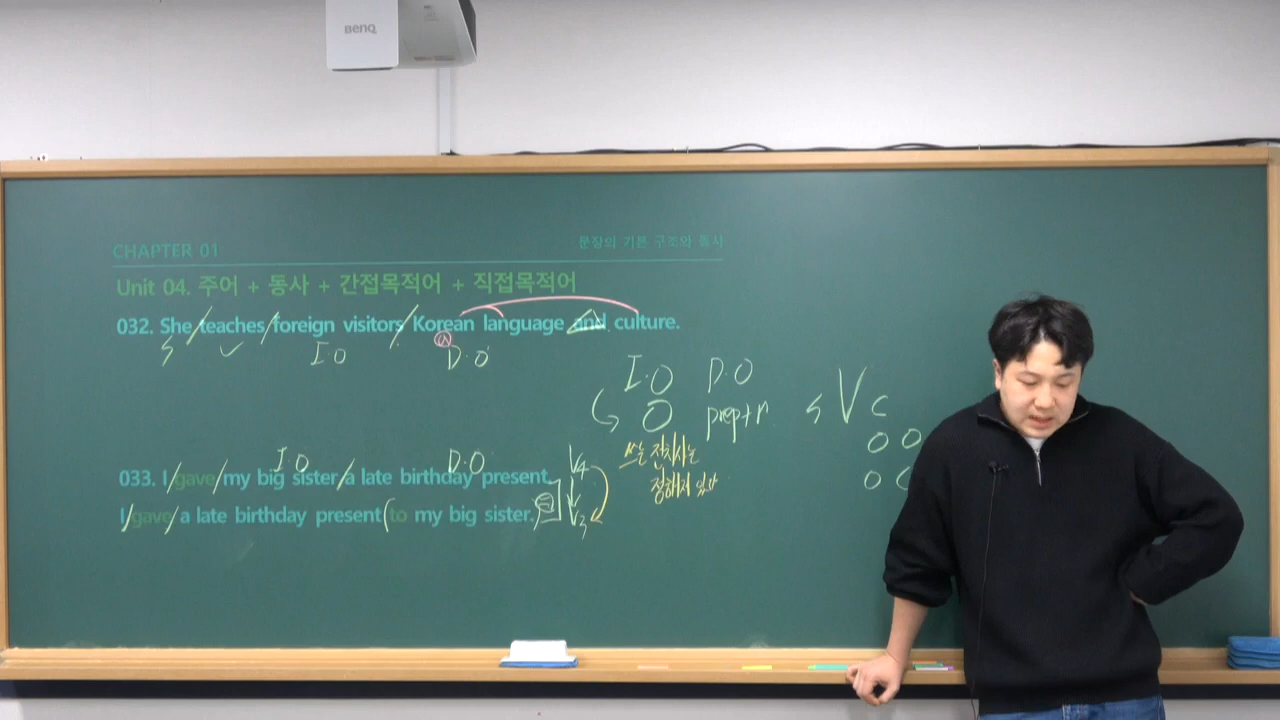 BenQ
CHAPTER 01
문장의 기본 구조와 동사
Unit 04. 주어 + 동사 + 간접목적어 + 직접목적어
032. She teaches foreign visitors Korean language and culture.
S I.O D.O
I.O D.O
O prep+n
S V C
O O
O
쓰는 전치사는
정해져 있다
I.O D.O
033. I gave my big sister a late birthday present.
V4
I gave a late birthday present to my big sister.
V3